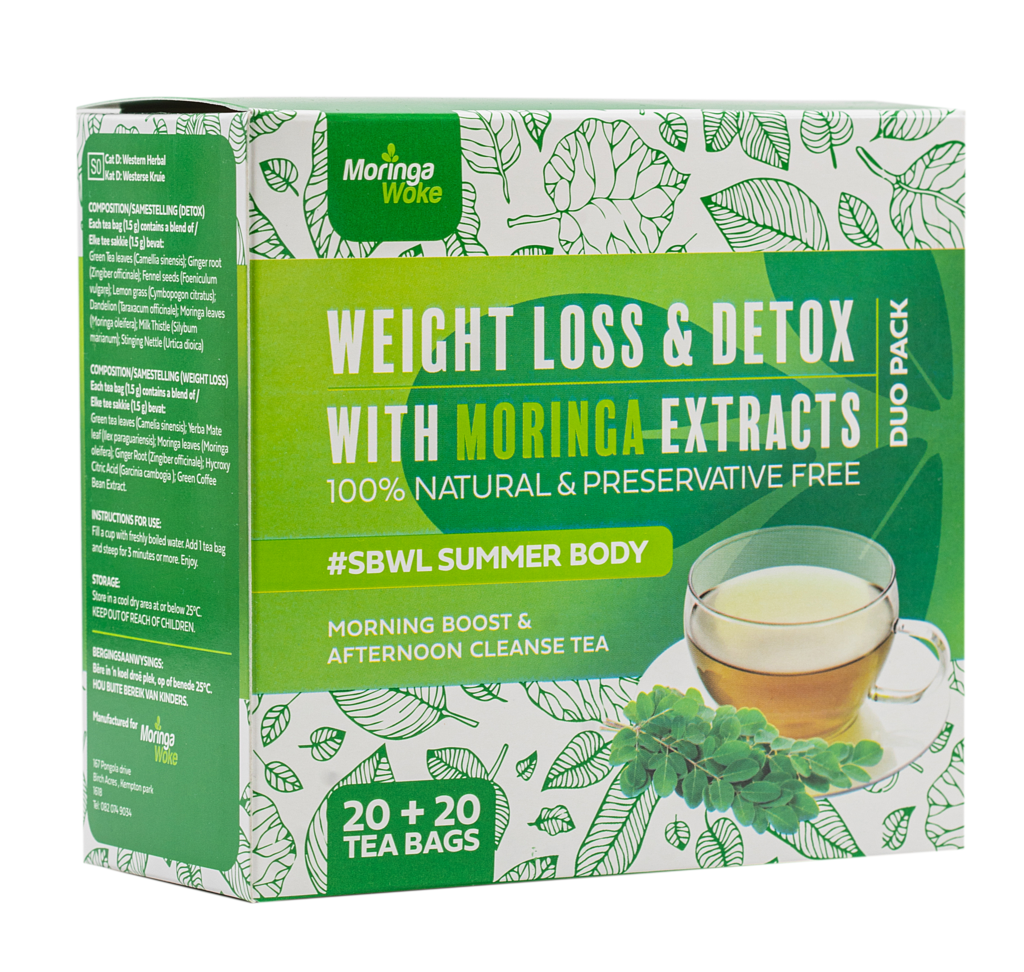 S0
Cat D: Western Herbal
Kat D: Westerse Kruie
COMPOSITION/SAMESTELLING (DETOX)
Each tea bag (1.5 g) contains a blend of /
Elke tee sakkie (1.5 g) bevat:
Green Tea leaves (Camellia sinensis); Ginger root
(Zingiber officinale); Fennel seeds (Foeniculum
vulgare); Lemon grass (Cymbopogon citratus);
Dandelion (Taraxacum officinale); Moringa leaves
(Moringa oleifera); Milk Thistle (Silybum
marianum); Stinging Nettle (Urtica dioica)
COMPOSITION/SAMESTELLING (WEIGHT LOSS)
Each tea bag (1.5 g) contains a blend of /
Elke tee sakkie (1.5 g) bevat:
Green tea leaves (Camelia sinensis); Yerba Mate
leaf (Ilex paraguariensis); Moringa leaves (Moringa
oleifera); Ginger Root (Zingiber officinale); Hycroxy
Citric Acid (Garcinia cambogia ); Green Coffee
Bean Extract.
INSTRUCTIONS FOR USE:
Fill a cup with freshly boiled water. Add 1 tea bag
and steep for 3 minutes or more. Enjoy.
STORAGE:
Store in a cool dry area at or below 25°C.
KEEP OUT OF REACH OF CHILDREN.
BERGINGSAANWYSINGS:
Bêre in 'n koel droë plek, op of benede 25°C.
HOU BUITE BEREIK VAN KINDERS.
Manufactured for
Moringa
Woke
167 Pongola drive
Birch Acres , Kempton park
1618
Tel: 082 074 9034
Moringa
Woke
WEIGHT LOSS & DETOX
WITH MORINGA EXTRACTS
DUO PACK
100% NATURAL & PRESERVATIVE FREE
#SBWL SUMMER BODY
MORNING BOOST &
AFTERNOON CLEANSE TEA
20 + 20
TEA BAGS